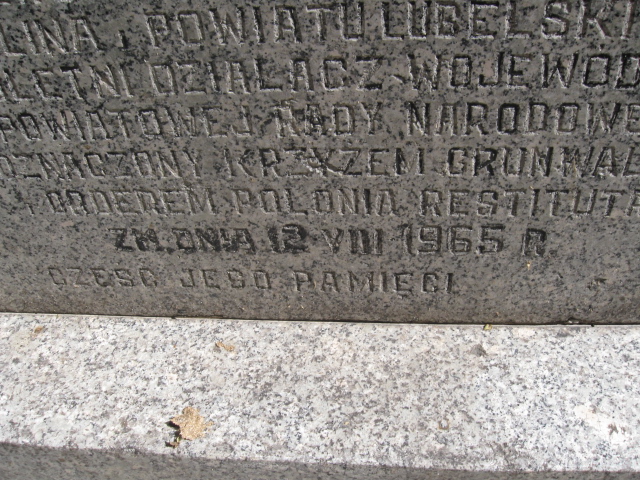 LINA I POWIATU LUBELSKI
LETNI DZIAŁACZ WOJEWÓD
POWIATOWEJ RADY NARODOWE
OZNACZONY KRZYŻEM GRUNWAL
I ORDEREM POLONIA RESTITUTA
ZM. DNIA 12 VIII 1965 R
CZEŚĆ JEGO PAMIĘCI